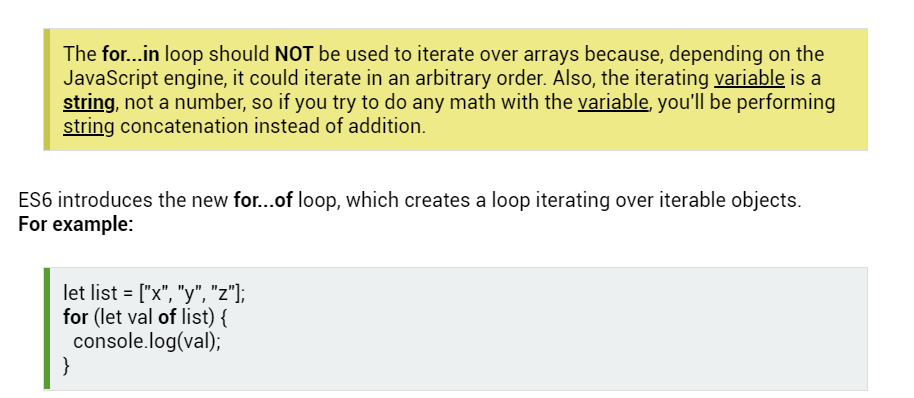 The for...in loop should NOT be used to iterate over arrays because, depending on the
JavaScript engine, it could iterate in an arbitrary order. Also, the iterating variable is a
string, not a number, so if you try to do any math with the variable, you'll be performing
string concatenation instead of addition.
ES6 introduces the new for...of loop, which creates a loop iterating over iterable objects.
For example:
let list = ["x", "y", "z"];
for (let val of list) {
  console.log(val);
}